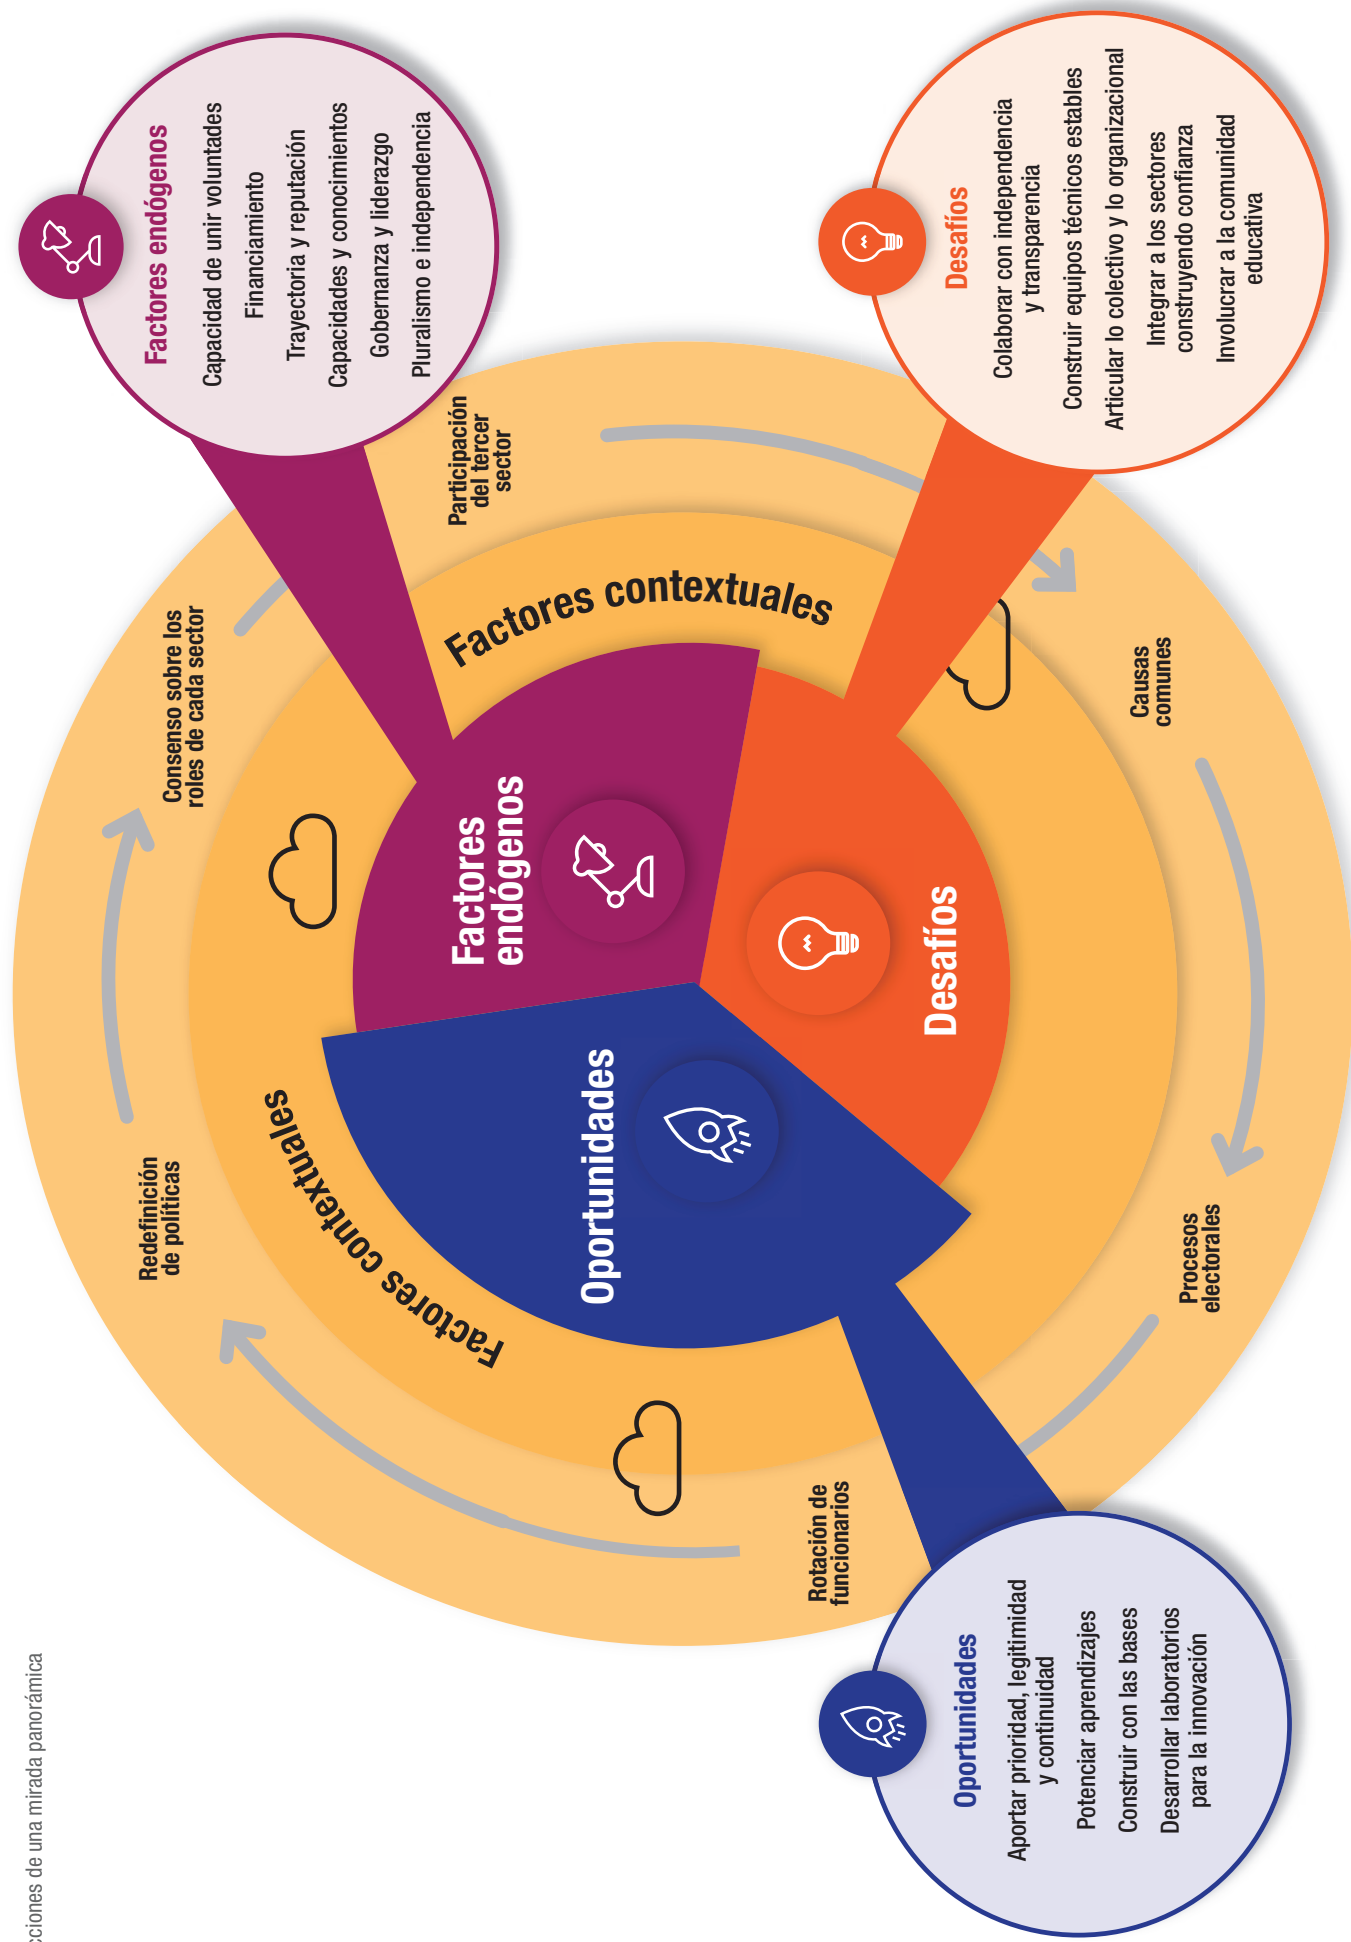 cciones de una mirada panorámica
Factores endógenos
Capacidad de unir voluntades
Financiamiento
Trayectoria y reputación
Capacidades y conocimientos
Gobernanza y liderazgo
Pluralismo e independencia
Desafíos
Colaborar con independencia
y transparencia
Construir equipos técnicos estables
Articular lo colectivo y lo organizacional
Integrar a los sectores
construyendo confianza
Involucrar a la comunidad
educativa
Oportunidades
Aportar prioridad, legitimidad
y continuidad
Potenciar aprendizajes
Construir con las bases
Desarrollar laboratorios
para la innovación
Redefinición
de políticas
Consenso sobre los
roles de cada sector
Participación
del tercer
sector
Causas
comunes
Procesos
electorales
Rotación de
funcionarios
Factores contextuales
Factores contextuales
Factores
endógenos
Oportunidades
Desafíos